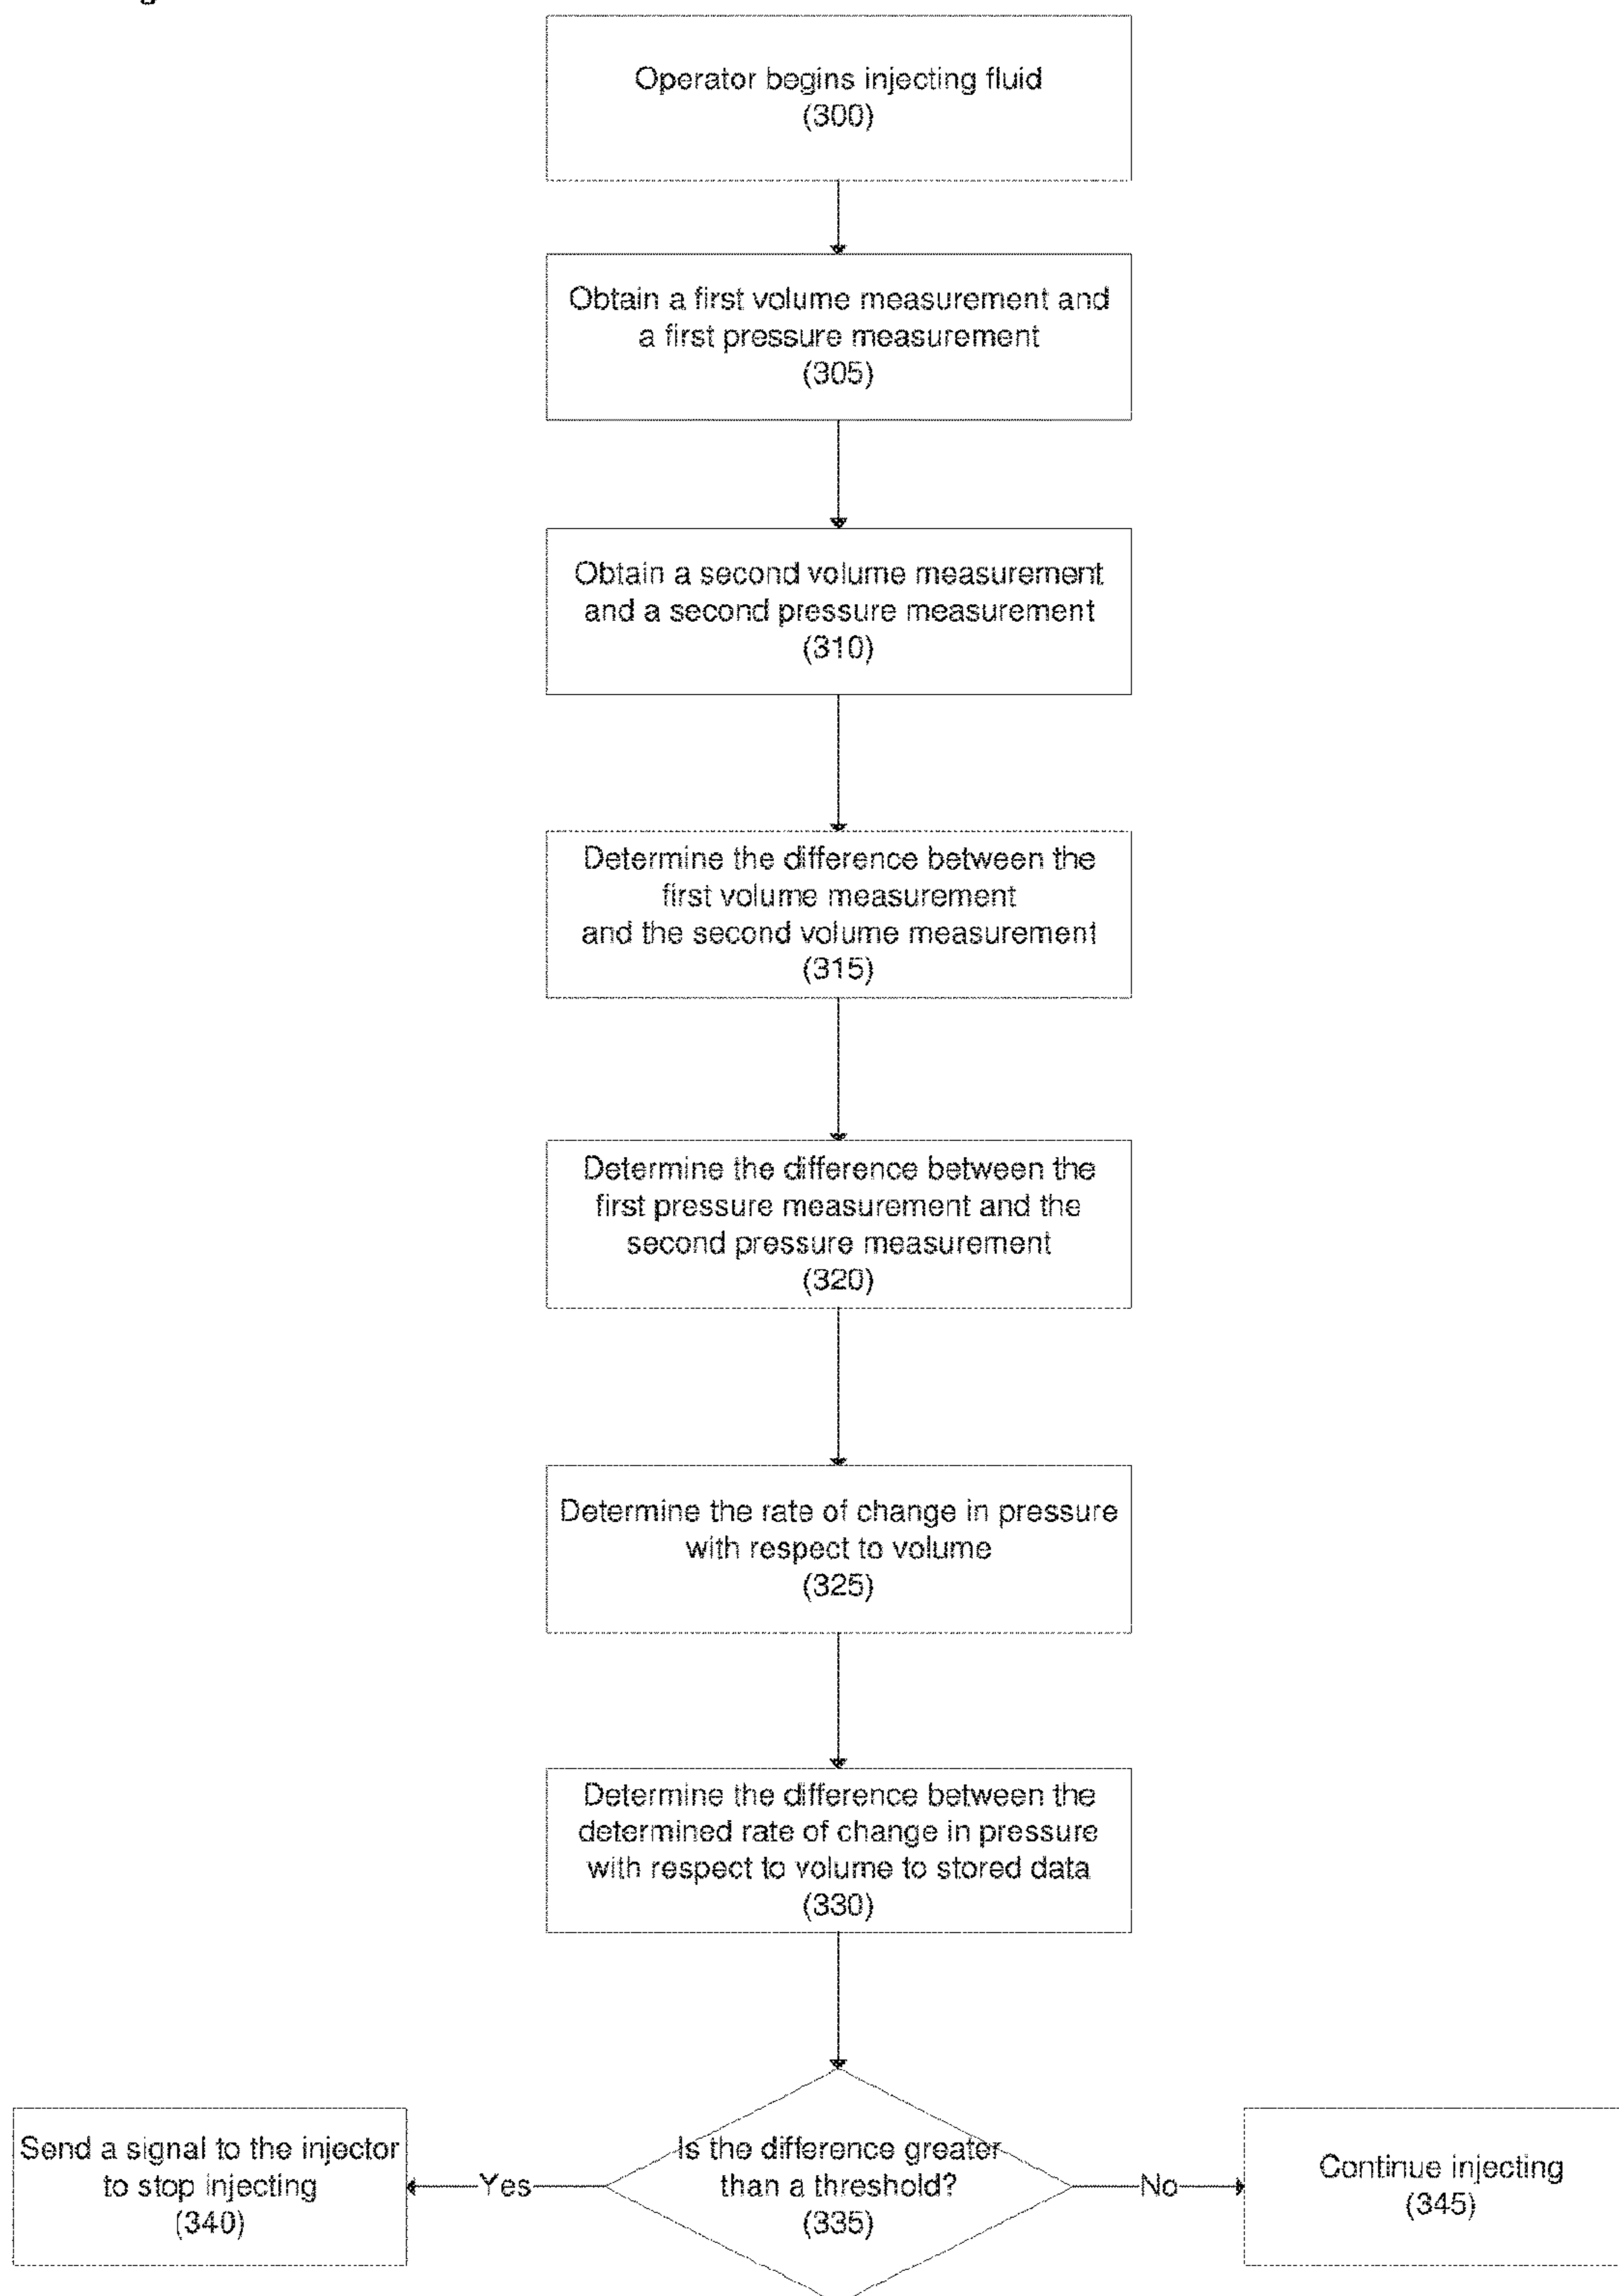 Operator begins injecting fluid
(300)
Obtain a first volume measurement and
a first pressure measurement
(305)
Obtain a second volume measurement
and a second pressure measurement
(310)
Determine the difference between the
first volume measurement
and the second volume measurement
(315)
Determine the difference between the
first pressure measurement and the
second pressure measurement
(320)
Determine the rate of change in pressure
with respect to volume
(325)
Determine the difference between the
determined rate of change in pressure
with respect to volume to stored data
(330)
Is the difference greater
than a threshold?
(335)
Yes
No
Send a signal to the injector
to stop injecting
(340)
Continue injecting
(345)